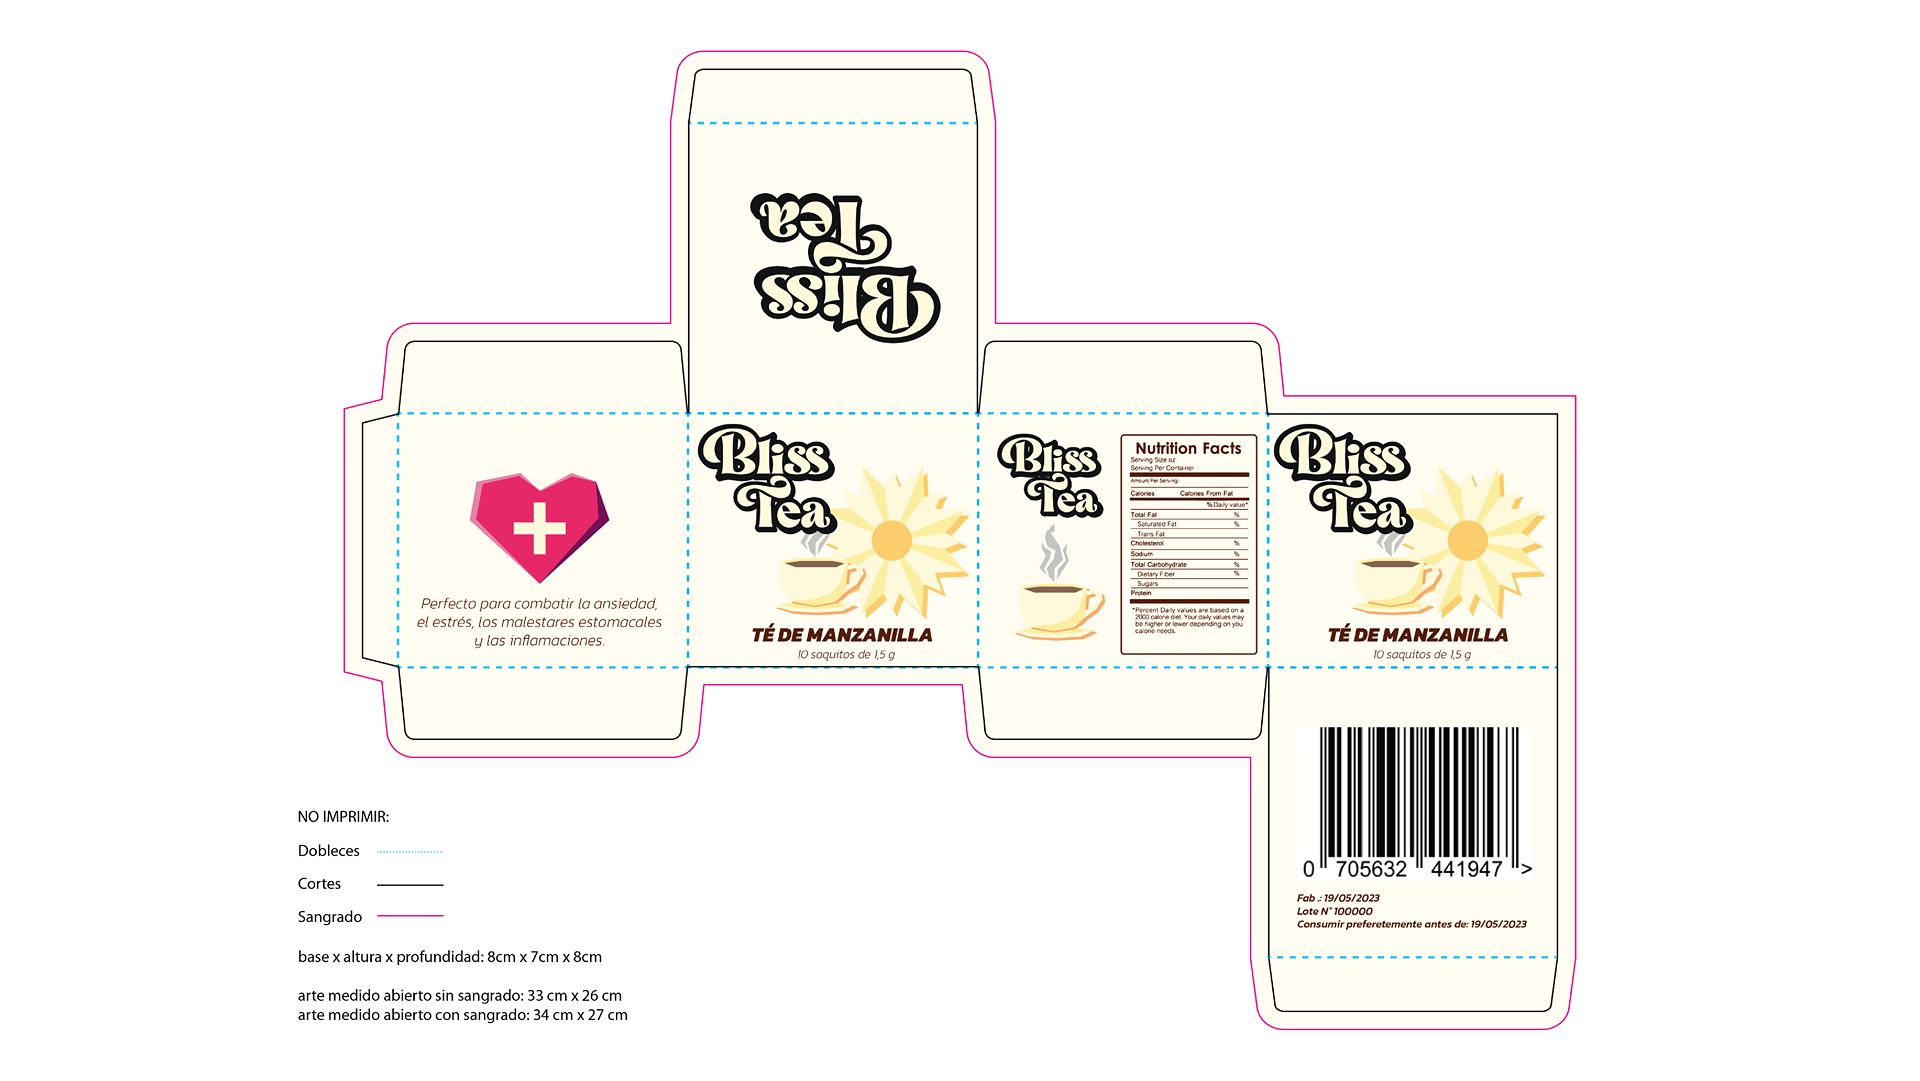 Bliss
Tea
Perfecto para combatir la ansiedad,
el estrés, los malestares estomacales
y las inflamaciones.
Bliss
Tea
TÉ DE MANZANILLA
10 saquitos de 1,5 g
Bliss
Tea
Nutrition Facts
Serving Size oz
Serving Per Container
Amount Per Serving:
Calories Calories From Fat
% Daily value*
Total Fat %
Saturated Fat %
Trans Fat
Cholesterol %
Sodium %
Total Carbohydrate %
Dietary Fiber %
Sugars
Protein
*Percent Daily values are based on a
2000 calorie diet. Your daily values may
be higher or lewer depending on you
calorie needs.
Bliss
Tea
TÉ DE MANZANILLA
10 saquitos de 1,5 g
0 705632 441947 >
Fab .: 19/05/2023
Lote N° 100000
Consumir preferetemente antes de: 19/05/2023
NO IMPRIMIR:
Dobleces
Cortes
Sangrado
base x altura x profundidad: 8cm x 7cm x 8cm
arte medido abierto sin sangrado: 33 cm x 26 cm
arte medido abierto con sangrado: 34 cm x 27 cm